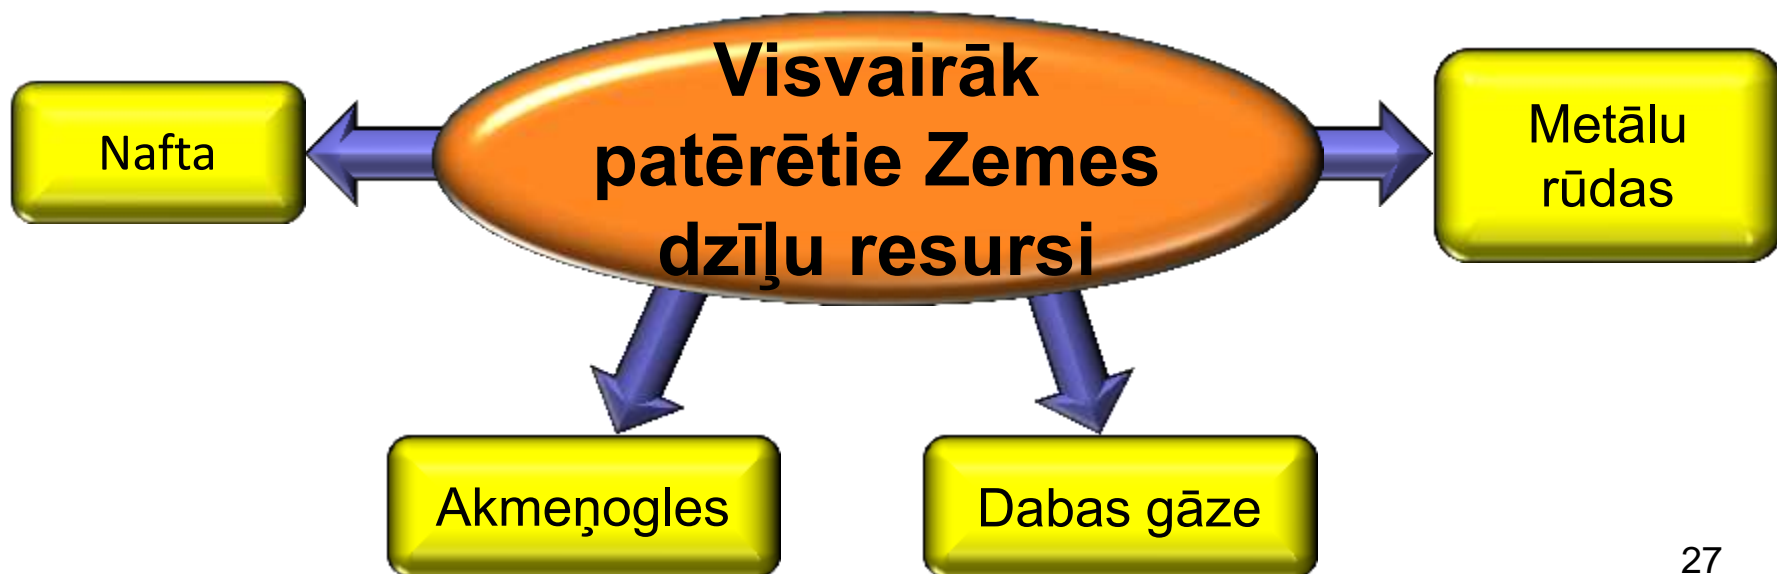 Visvairāk
patērētie Zemes
dzīļu resursi
Nafta
Metālu
rūdas
Akmeņogles
Dabas gāze
27